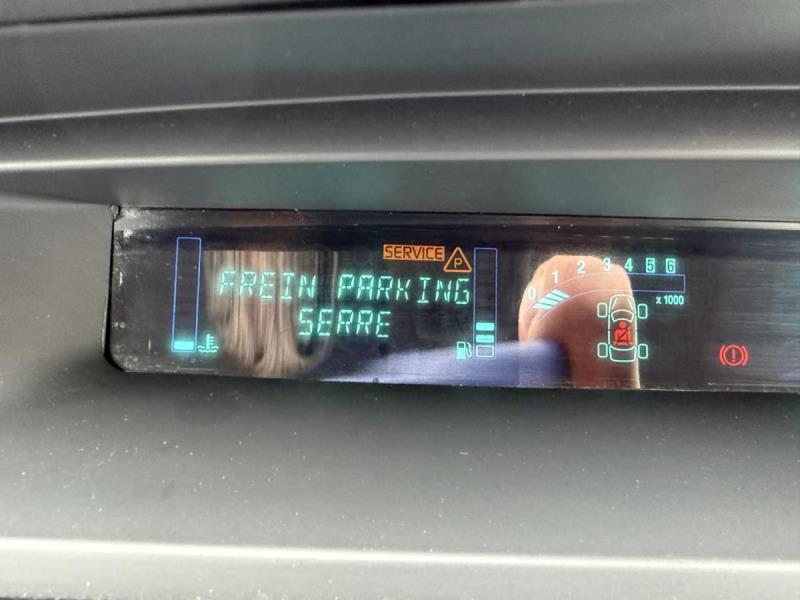 SERVICE P
FREIN PARKING
SERRE
0 1 2 3 4 5 6
x 1000